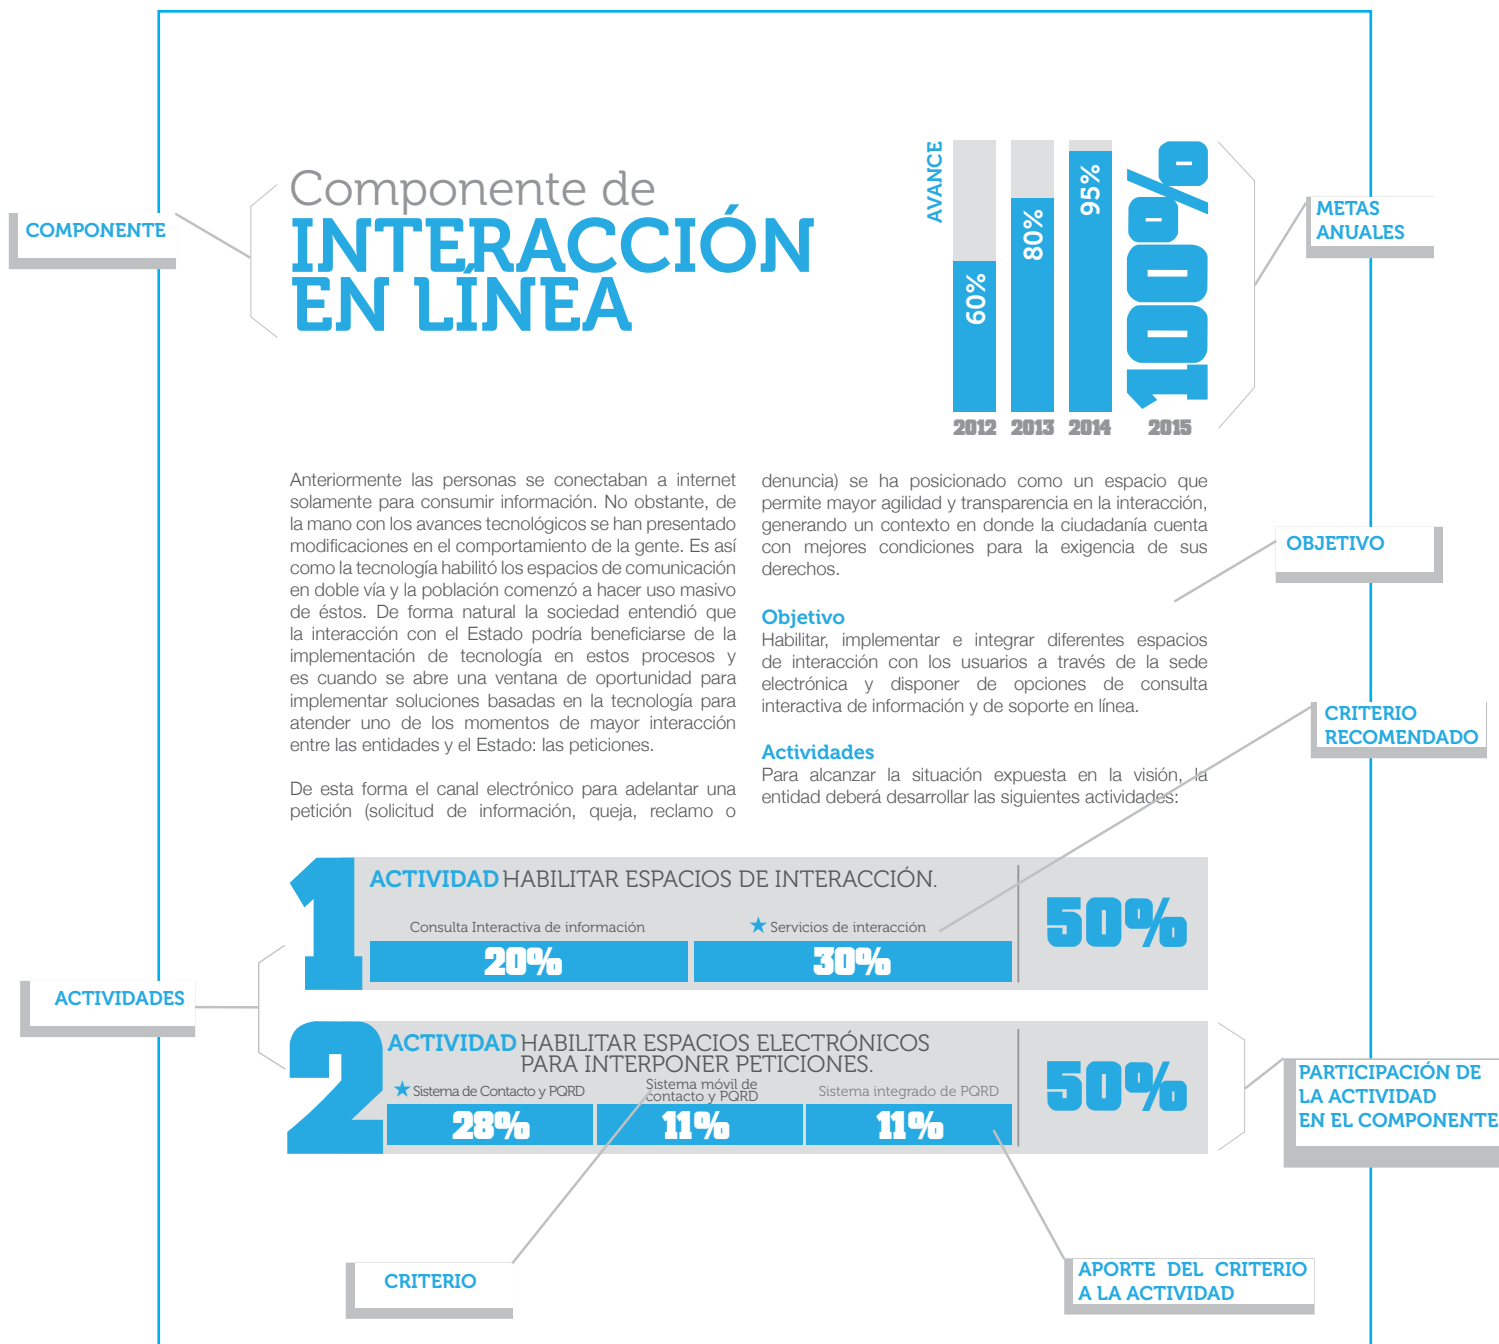 COMPONENTE
Componente de
INTERACCIÓN
EN LÍNEA
AVANCE
60%
80%
95%
100%
2012 2013 2014 2015
METAS
ANUALES
Anteriormente las personas se conectaban a internet
solamente para consumir información. No obstante, de
la mano con los avances tecnológicos se han presentado
modificaciones en el comportamiento de la gente. Es así
como la tecnología habilitó los espacios de comunicación
en doble vía y la población comenzó a hacer uso masivo
de éstos. De forma natural la sociedad entendió que
la interacción con el Estado podría beneficiarse de la
implementación de tecnología en estos procesos y
es cuando se abre una ventana de oportunidad para
implementar soluciones basadas en la tecnología para
atender uno de los momentos de mayor interacción
entre las entidades y el Estado: las peticiones.
De esta forma el canal electrónico para adelantar una
petición (solicitud de información, queja, reclamo o
denuncia) se ha posicionado como un espacio que
permite mayor agilidad y transparencia en la interacción,
generando un contexto en donde la ciudadanía cuenta
con mejores condiciones para la exigencia de sus
derechos.
OBJETIVO
Objetivo
Habilitar, implementar e integrar diferentes espacios
de interacción con los usuarios a través de la sede
electrónica y disponer de opciones de consulta
interactiva de información y de soporte en línea.
CRITERIO
RECOMENDADO
Actividades
Para alcanzar la situación expuesta en la visión, la
entidad deberá desarrollar las siguientes actividades:
ACTIVIDADES
1
ACTIVIDAD HABILITAR ESPACIOS DE INTERACCIÓN.
Consulta Interactiva de información
20%
★ Servicios de interacción
30%
50%
2
ACTIVIDAD HABILITAR ESPACIOS ELECTRÓNICOS
PARA INTERPONER PETICIONES.
★ Sistema de Contacto y PQRD
28%
Sistema móvil de
contacto y PQRD
11%
Sistema integrado de PQRD
11%
50%
PARTICIPACIÓN DE
LA ACTIVIDAD
EN EL COMPONENTE
CRITERIO
APORTE DEL CRITERIO
A LA ACTIVIDAD